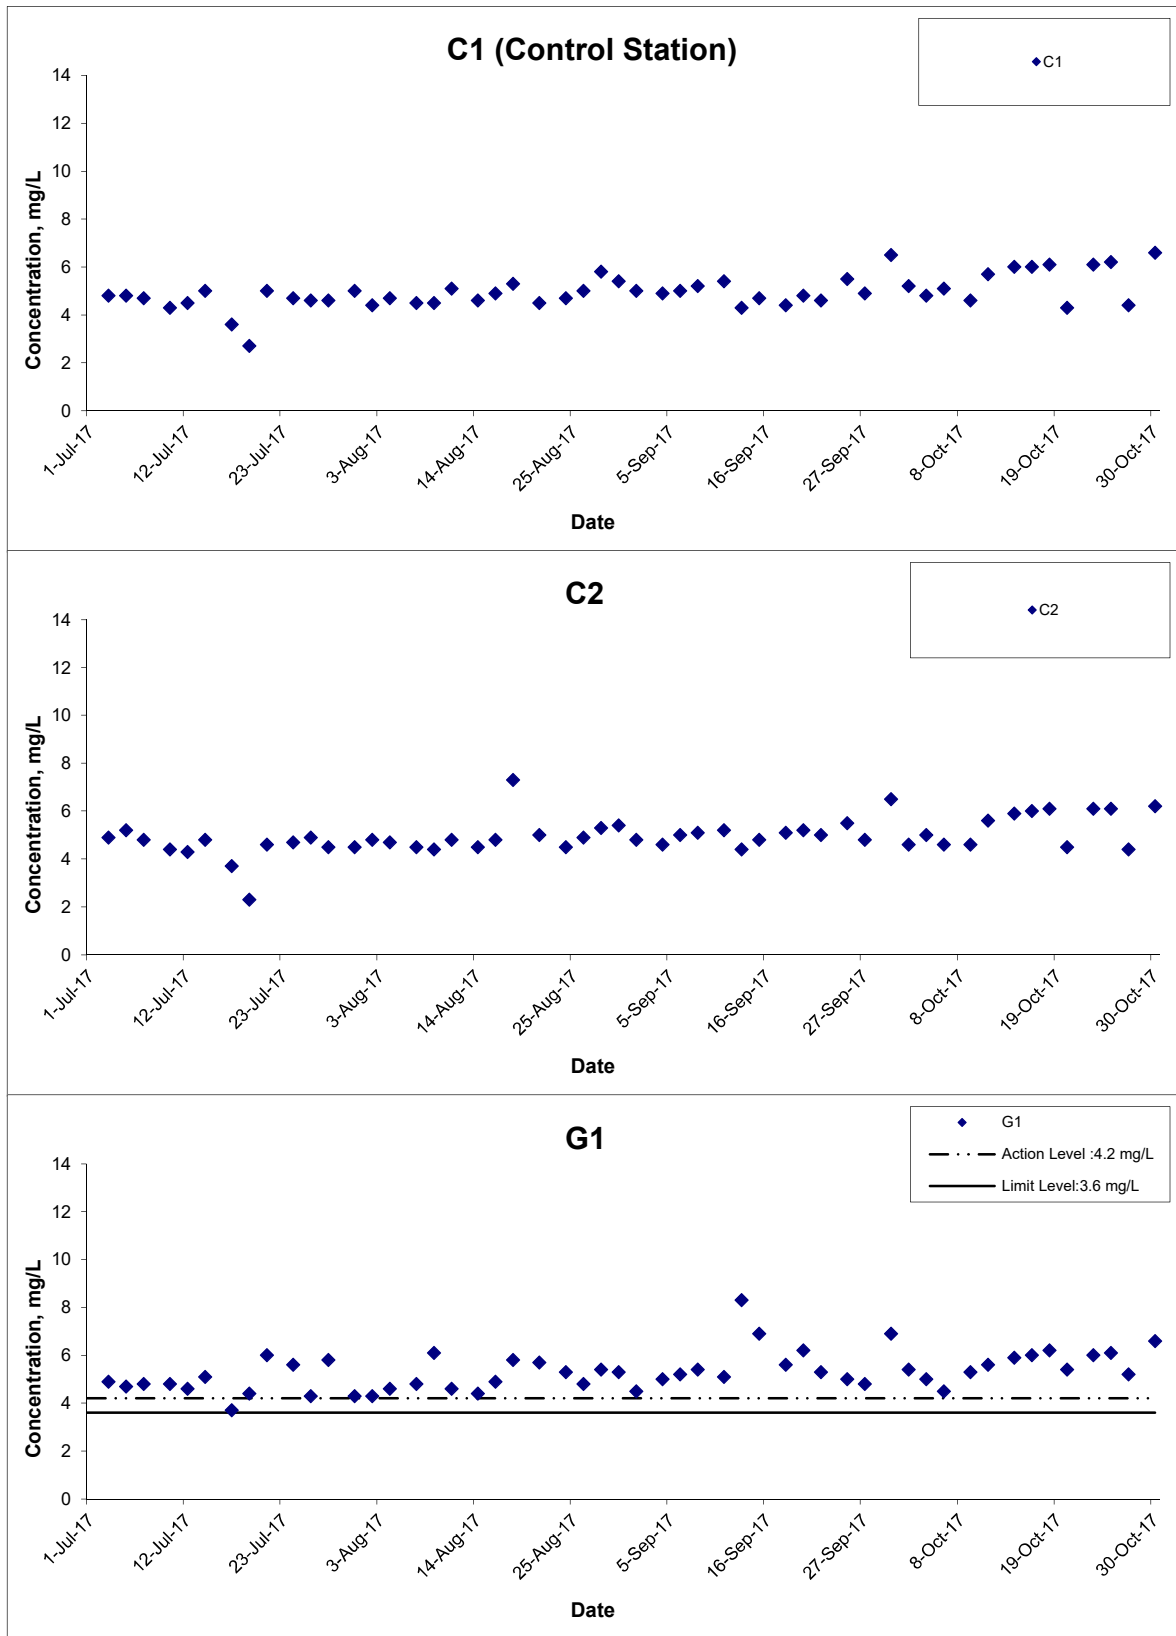 C1 (Control Station)
C1
14
12
10
8
6
4
2
0
Concentration, mg/L
1-Jul-17
12-Jul-17
23-Jul-17
3-Aug-17
14-Aug-17
25-Aug-17
5-Sep-17
16-Sep-17
27-Sep-17
8-Oct-17
19-Oct-17
30-Oct-17
Date
C2
C2
14
12
10
8
6
4
2
0
Concentration, mg/L
1-Jul-17
12-Jul-17
23-Jul-17
3-Aug-17
14-Aug-17
25-Aug-17
5-Sep-17
16-Sep-17
27-Sep-17
8-Oct-17
19-Oct-17
30-Oct-17
Date
G1
G1
Action Level :4.2 mg/L
Limit Level:3.6 mg/L
14
12
10
8
6
4
2
0
Concentration, mg/L
1-Jul-17
12-Jul-17
23-Jul-17
3-Aug-17
14-Aug-17
25-Aug-17
5-Sep-17
16-Sep-17
27-Sep-17
8-Oct-17
19-Oct-17
30-Oct-17
Date